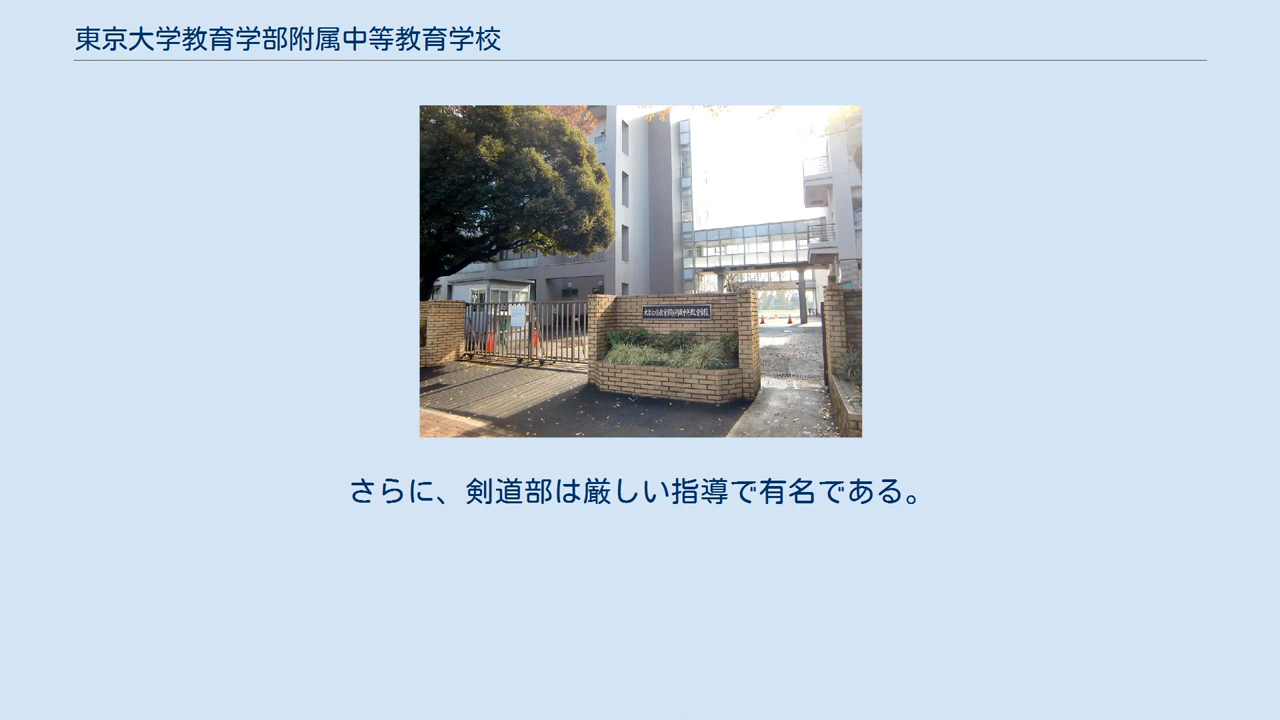 東京大学教育学部附属中等教育学校
さらに、剣道部は厳しい指導で有名である。